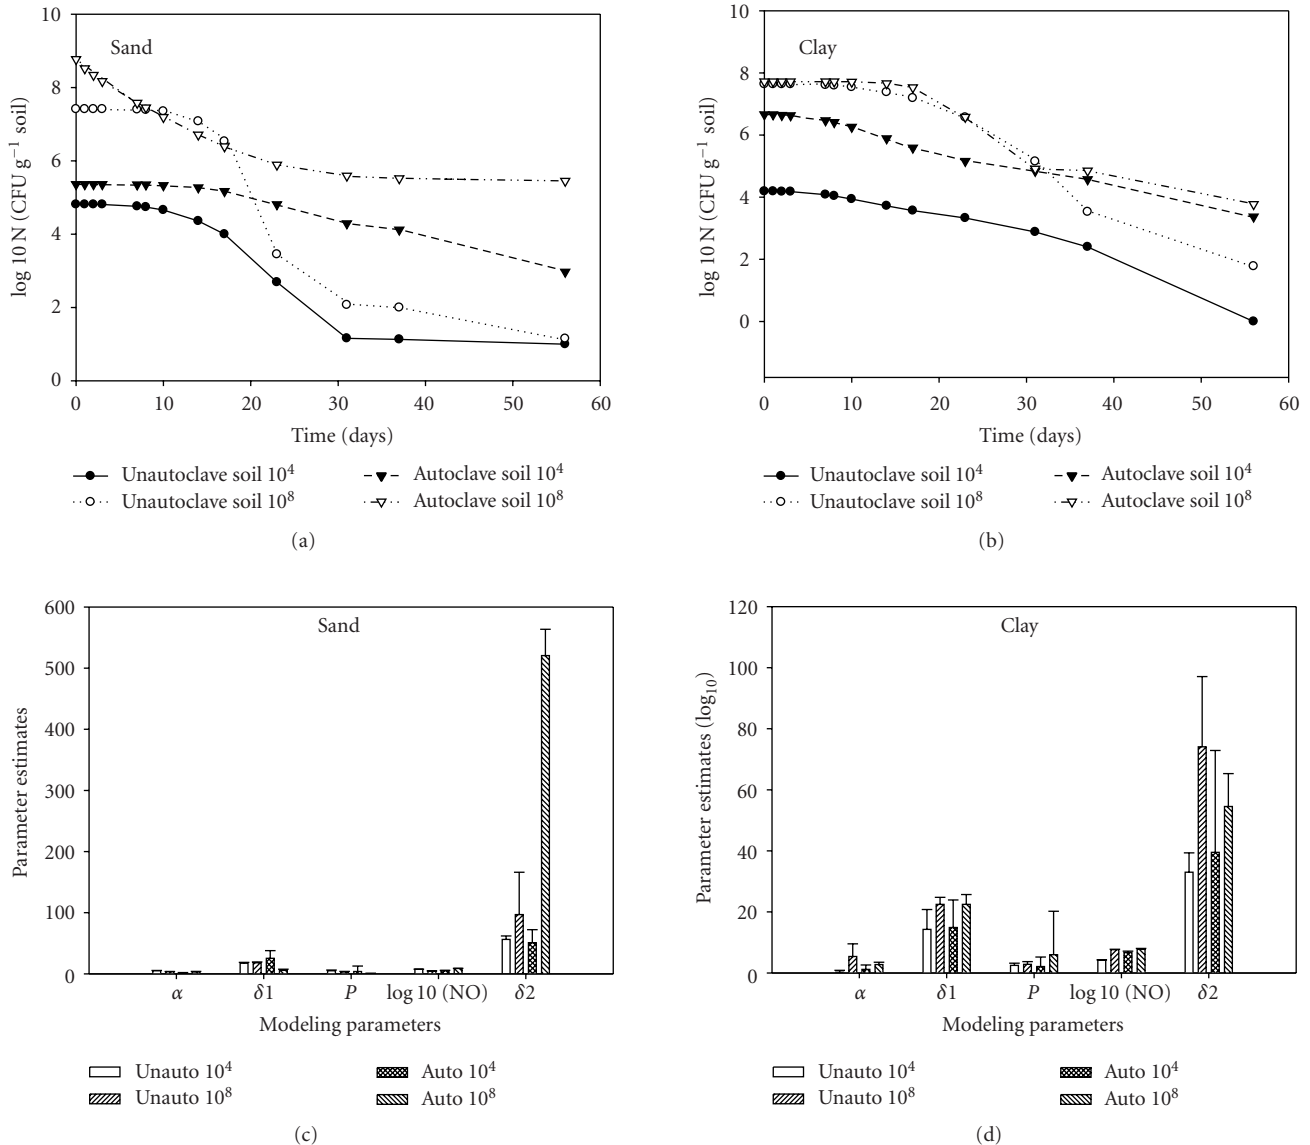 10
8
6
4
2
0
log 10 N (CFU g⁻¹ soil)
Sand
0 10 20 30 40 50 60
Time (days)
Unautoclave soil 10⁴
Autoclave soil 10⁴
Unautoclave soil 10⁸
Autoclave soil 10⁸
(a)
10
8
6
4
2
0
log 10 N (CFU g⁻¹ soil)
Clay
0 10 20 30 40 50 60
Time (days)
Unautoclave soil 10⁴
Autoclave soil 10⁴
Unautoclave soil 10⁸
Autoclave soil 10⁸
(b)
600
500
400
300
200
100
0
Parameter estimates
Sand
α δ1 P log 10 (NO) δ2
Modeling parameters
Unauto 10⁴
Auto 10⁴
Unauto 10⁸
Auto 10⁸
(c)
120
100
80
60
40
20
0
Parameter estimates (log₁₀)
Clay
α δ1 P log 10 (NO) δ2
Modeling parameters
Unauto 10⁴
Auto 10⁴
Unauto 10⁸
Auto 10⁸
(d)